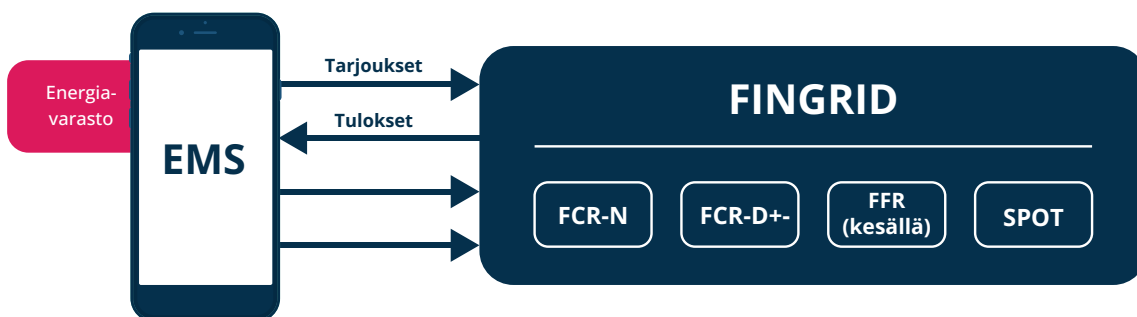 Energia-
varasto
EMS
Tarjoukset
Tulokset
FINGRID
FCR-N
FCR-D+-
FFR
(kesällä)
SPOT